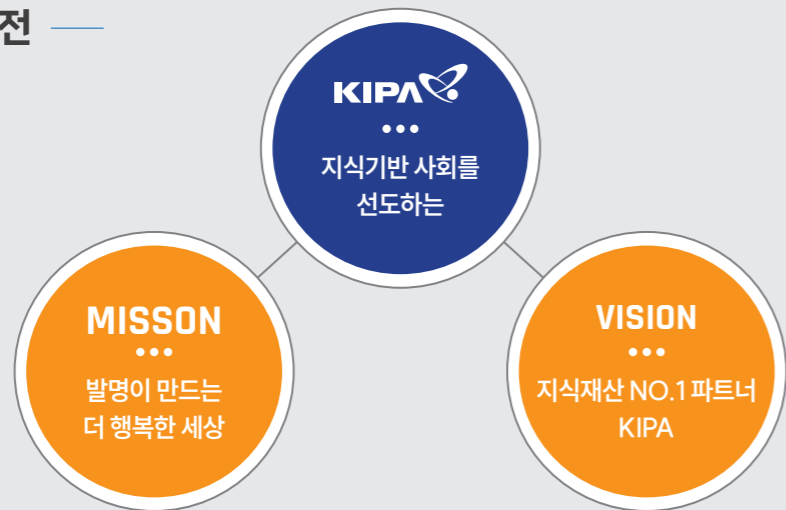 전
KIPA
지식기반 사회를
선도하는
MISSON
발명이 만드는
더 행복한 세상
VISION
지식재산 NO.1 파트너
KIPA